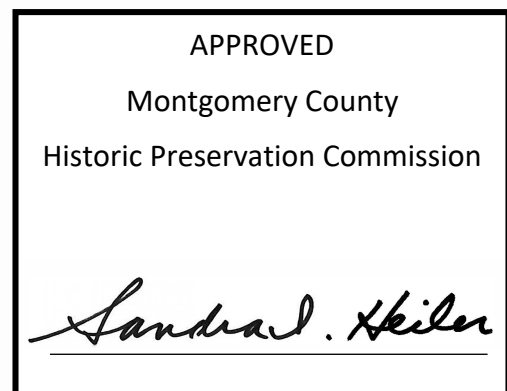 APPROVED
Montgomery County
Historic Preservation Commission
Sandra I. Heiler